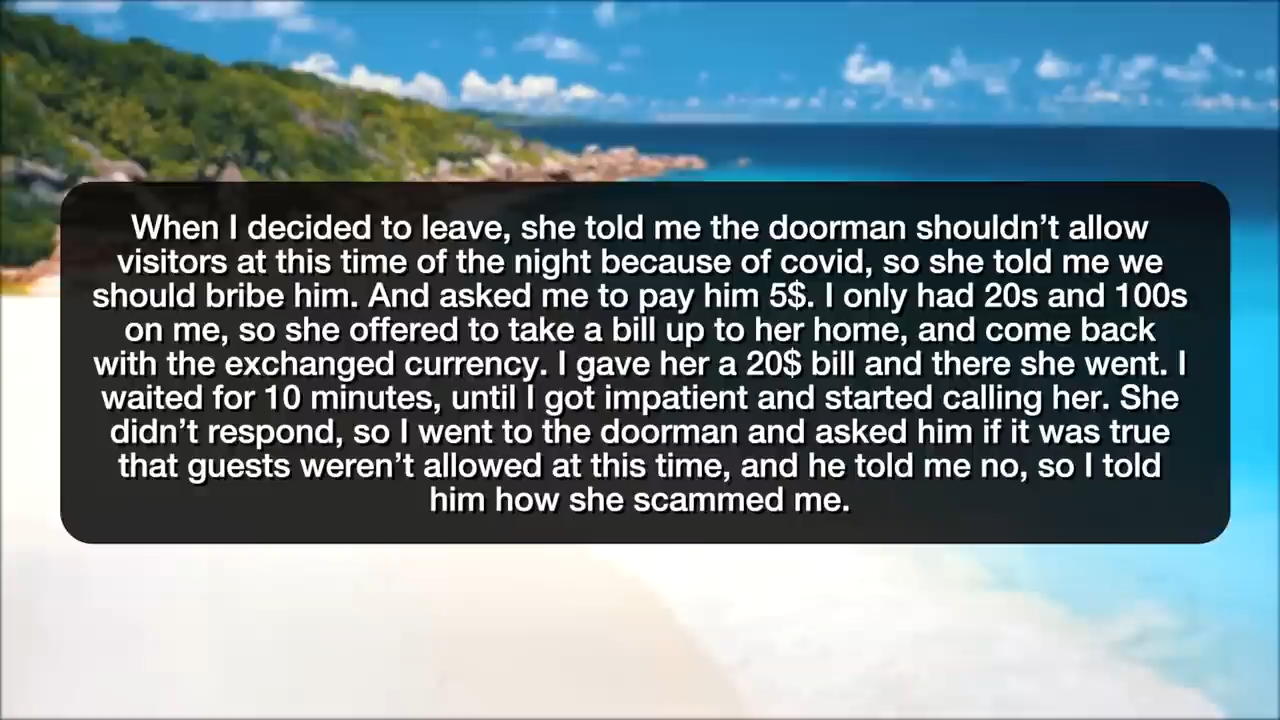 When I decided to leave, she told me the doorman shouldn’t allow
visitors at this time of the night because of covid, so she told me we
should bribe him. And asked me to pay him 5$. I only had 20s and 100s
on me, so she offered to take a bill up to her home, and come back
with the exchanged currency. I gave her a 20$ bill and there she went. I
waited for 10 minutes, until I got impatient and started calling her. She
didn’t respond, so I went to the doorman and asked him if it was true
that guests weren’t allowed at this time, and he told me no, so I told
him how she scammed me.